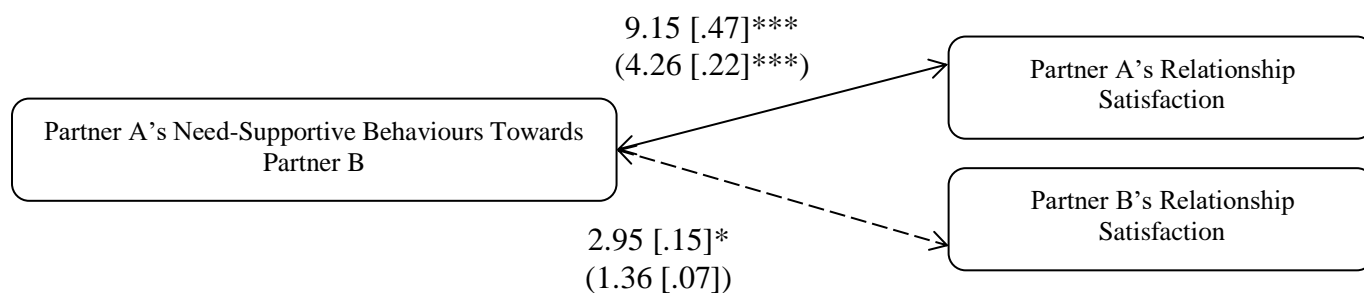 9.15 [.47]***
(4.26 [.22]***)
Partner A’s Relationship
Satisfaction
Partner A’s Need-Supportive Behaviours Towards
Partner B
Partner B’s Relationship
Satisfaction
2.95 [.15]*
(1.36 [.07])